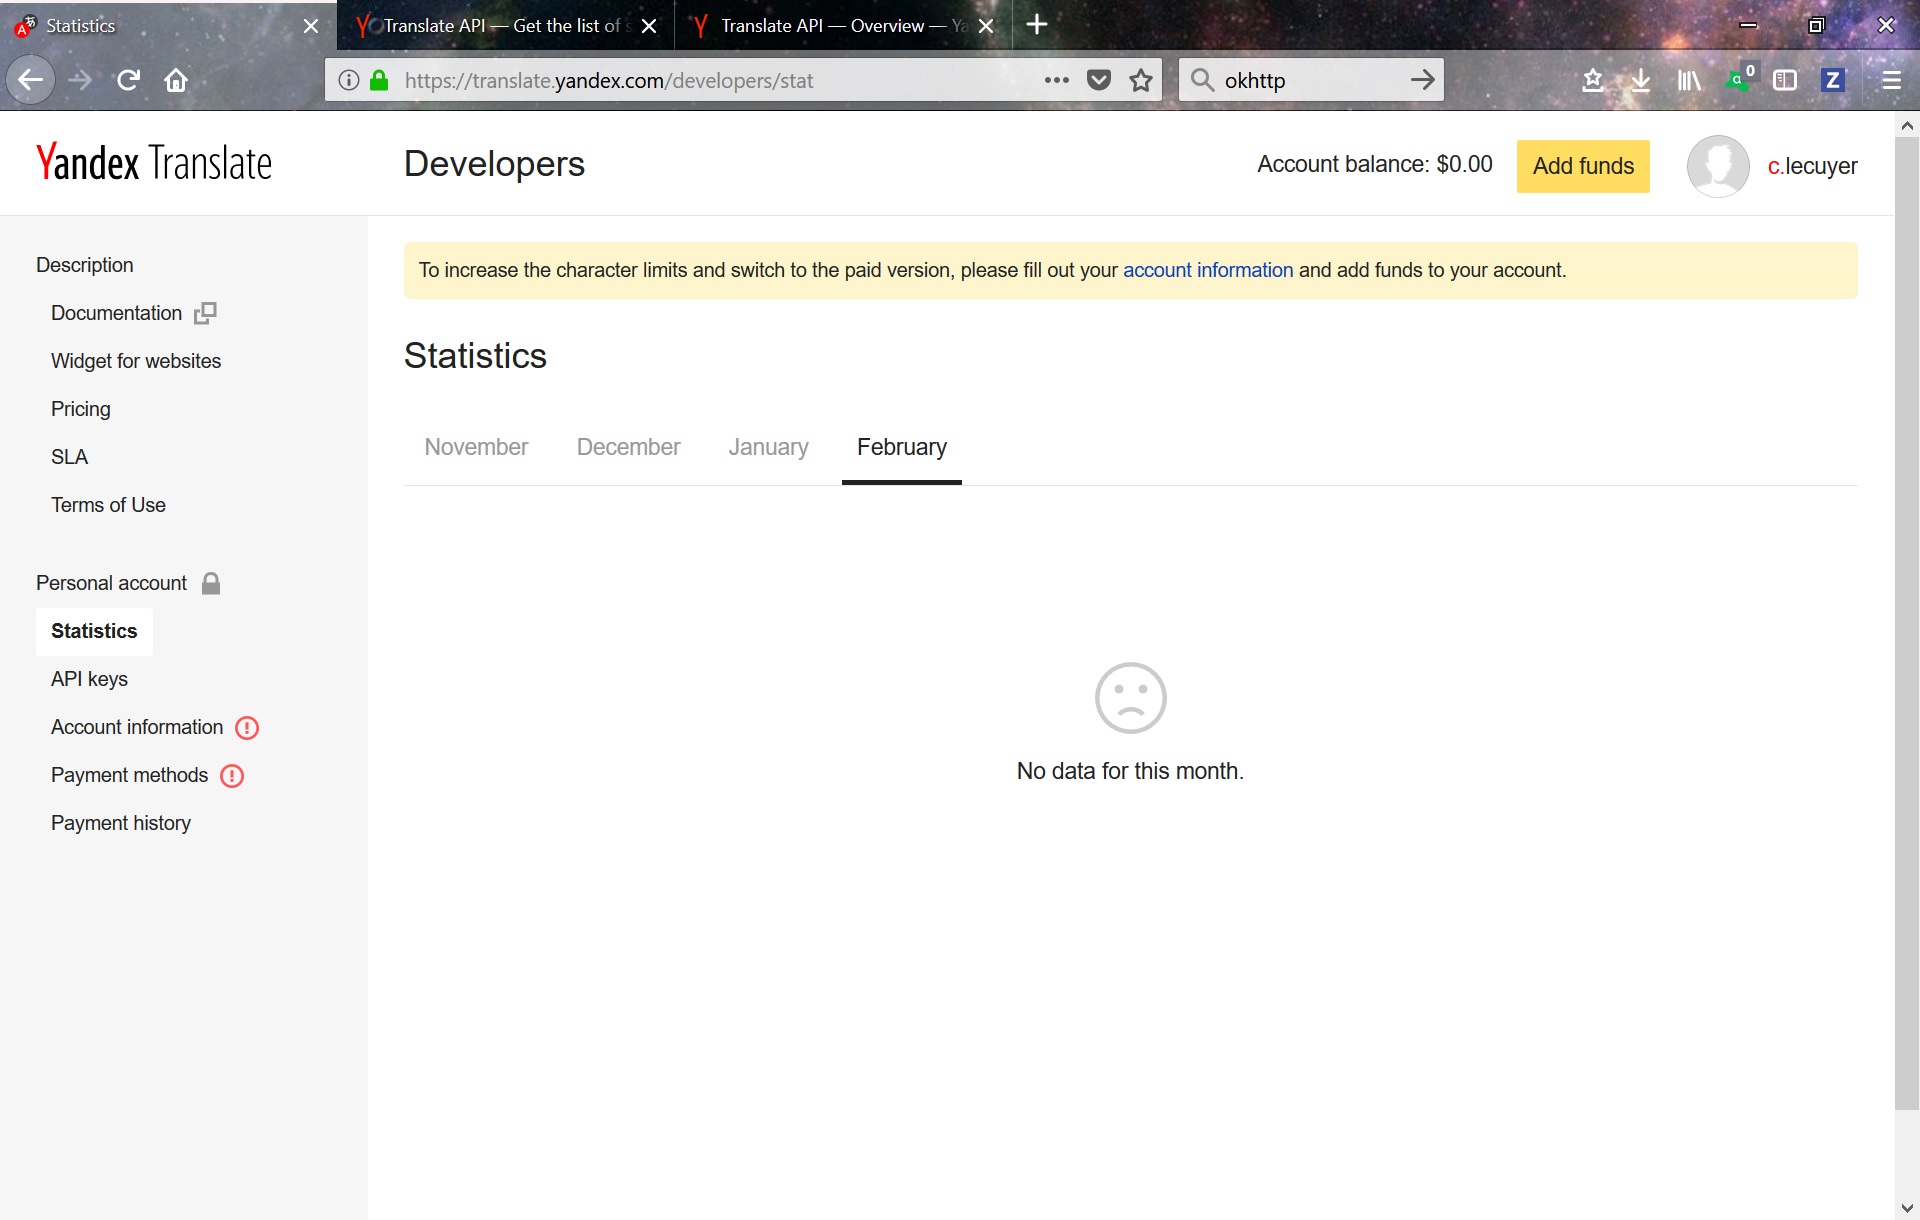 Statistics
Translate API — Get the list of s
Translate API — Overview — Ya
https://translate.yandex.com/developers/stat
okhttp
0
Z
Yandex Translate
Developers
Account balance: $0.00
Add funds
c.lecuyer
Description
Documentation
Widget for websites
Pricing
SLA
Terms of Use
Personal account
Statistics
API keys
Account information
Payment methods
Payment history
To increase the character limits and switch to the paid version, please fill out your account information and add funds to your account.
Statistics
November December January February
No data for this month.